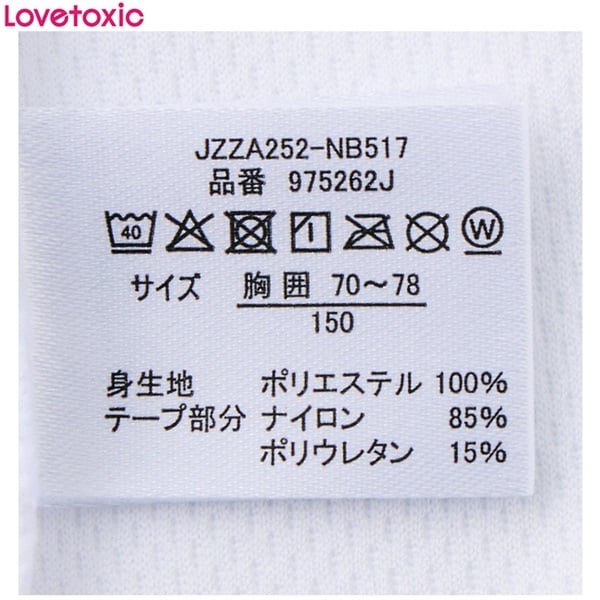 Lovetoxic
JZZA252-NB517
品番 975262J
40 W
サイズ 胸囲 70～78
150
身生地 ポリエステル 100%
テープ部分 ナイロン 85%
ポリウレタン 15%